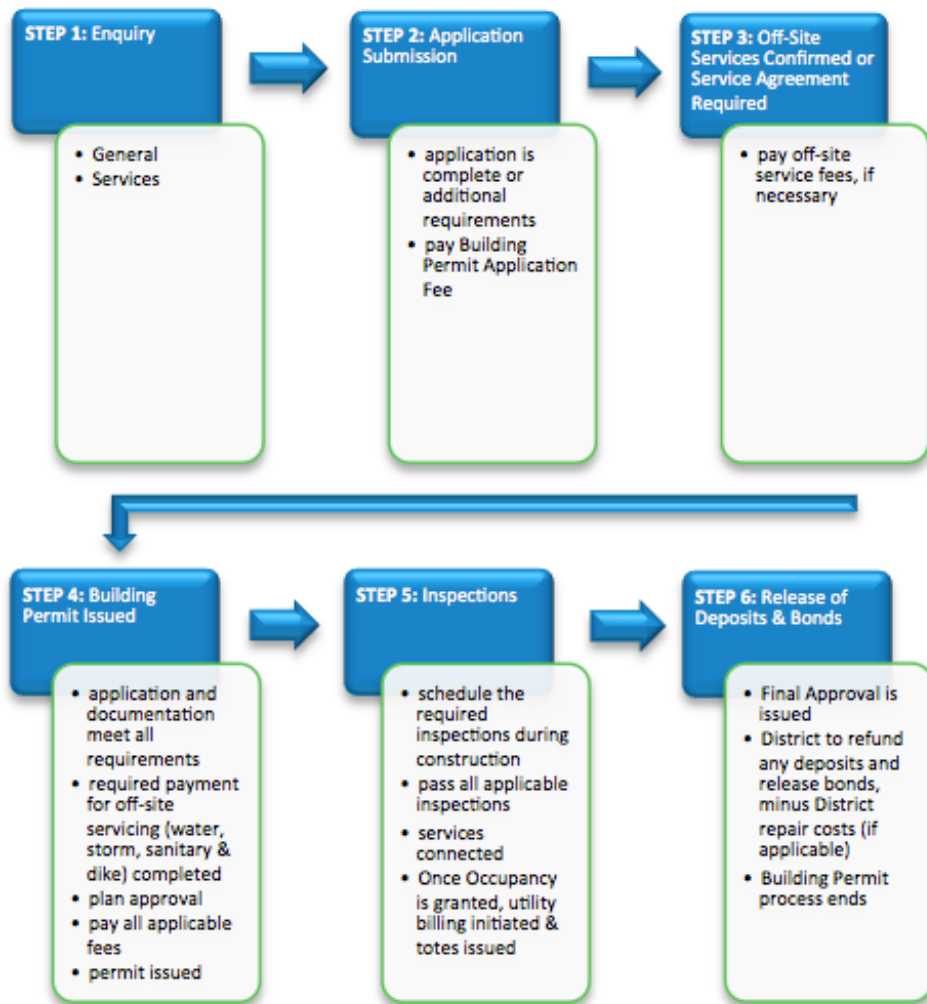 STEP 1: Enquiry
• General
• Services
STEP 2: Application
Submission
• application is
complete or
additional
requirements
• pay Building
Permit Application
Fee
STEP 3: Off-Site
Services Confirmed or
Service Agreement
Required
• pay off-site
service fees, if
necessary
STEP 4: Building
Permit Issued
• application and
documentation
meet all
requirements
• required payment
for off-site
servicing (water,
storm, sanitary &
dike) completed
• plan approval
• pay all applicable
fees
• permit issued
STEP 5: Inspections
• schedule the
required
inspections during
construction
• pass all applicable
inspections
• services
connected
• Once Occupancy
is granted, utility
billing initiated &
totes issued
STEP 6: Release of
Deposits & Bonds
• Final Approval is
issued
• District to refund
any deposits and
release bonds,
minus District
repair costs (if
applicable)
• Building Permit
process ends